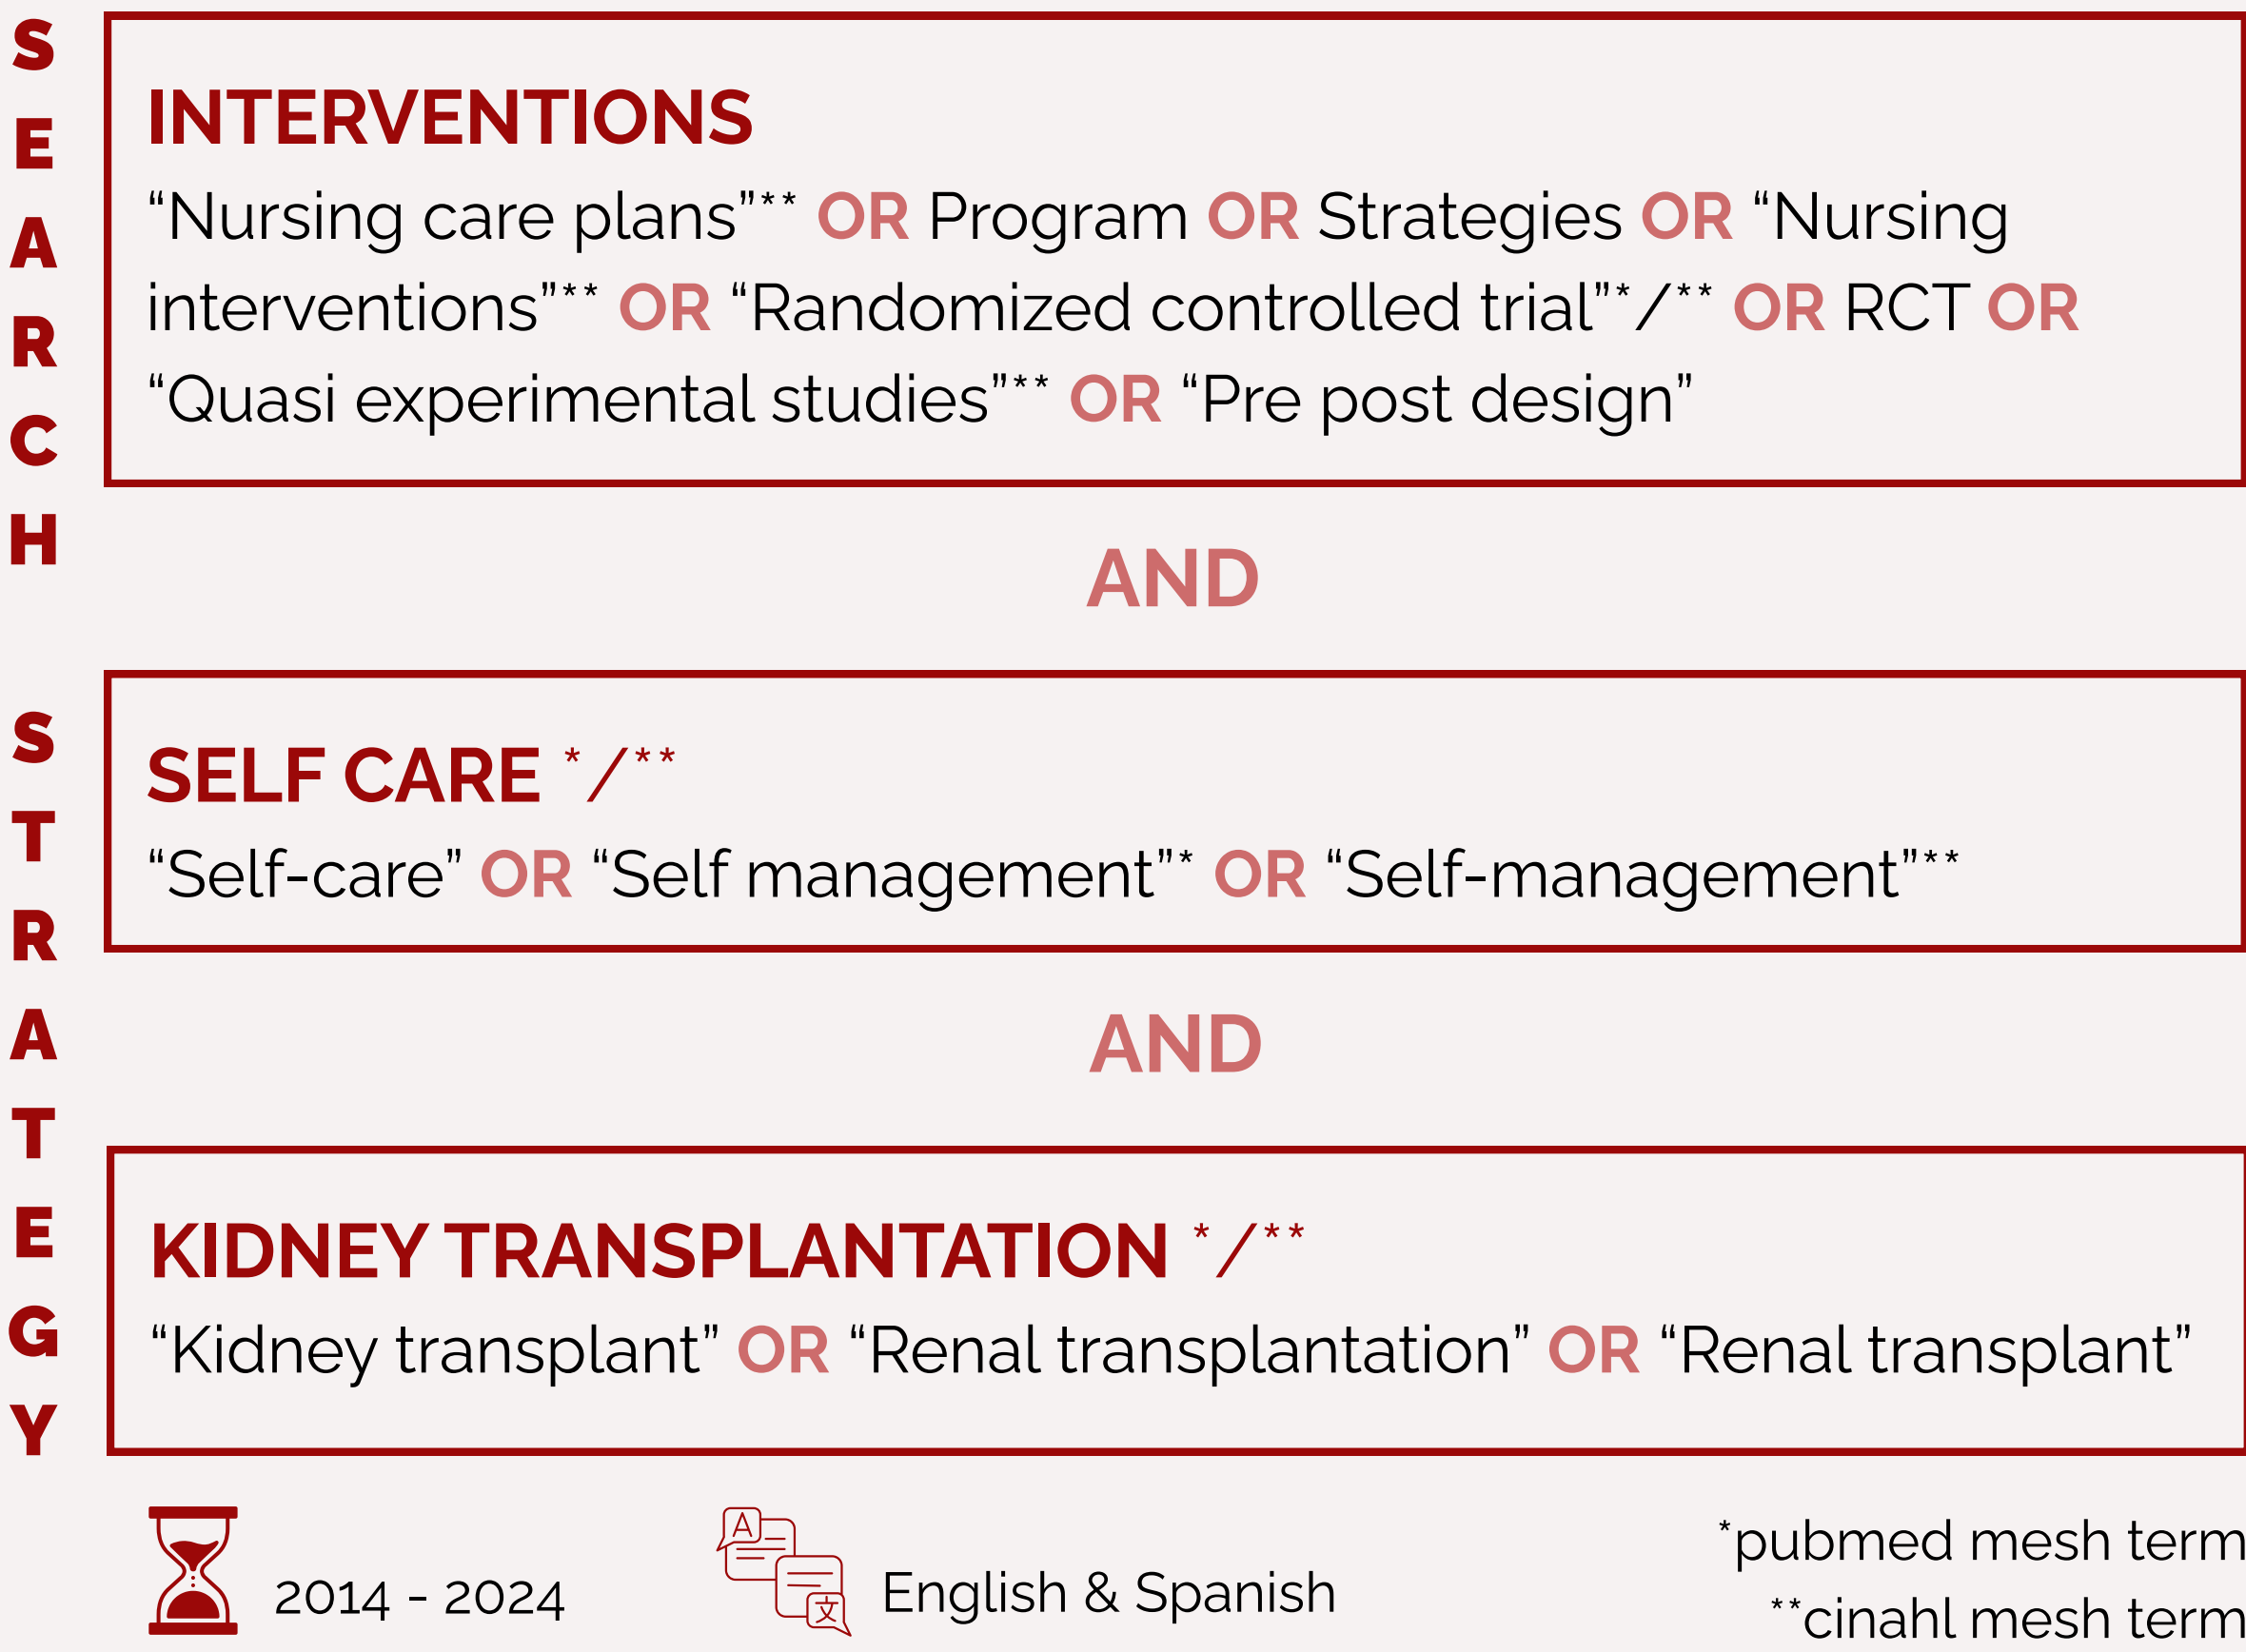 SEARCH STRATEGY
INTERVENTIONS
“Nursing care plans”** OR Program OR Strategies OR “Nursing
interventions”** OR “Randomized controlled trial”*/** OR RCT OR
“Quasi experimental studies”** OR “Pre post design”
AND
SELF CARE */**
“Self-care” OR “Self management”* OR “Self-management”**
AND
KIDNEY TRANSPLANTATION */**
“Kidney transplant” OR “Renal transplantation” OR “Renal transplant”
2014 - 2024
A
文
English & Spanish
*pubmed mesh term
**cinahl mesh term